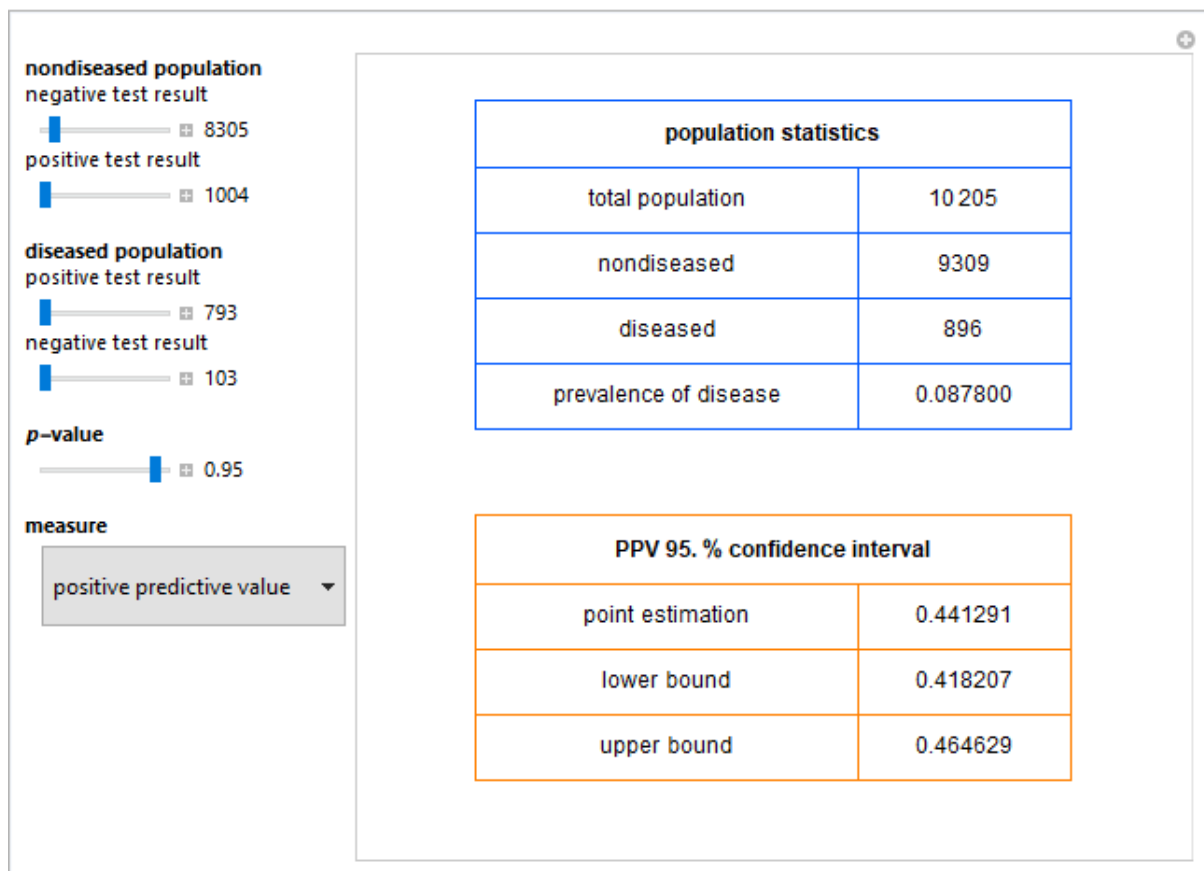 nondiseased population
negative test result
8305
positive test result
1004
diseased population
positive test result
793
negative test result
103
p-value
0.95
measure
positive predictive value
population statistics
total population 10 205
nondiseased 9309
diseased 896
prevalence of disease 0.087800
PPV 95. % confidence interval
point estimation 0.441291
lower bound 0.418207
upper bound 0.464629